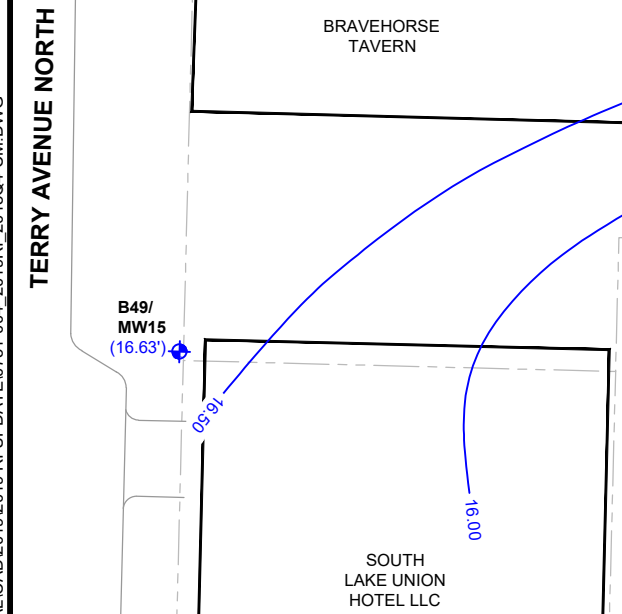 BRAVEHORSE
TAVERN
TERRY AVENUE NORTH
B49/
MW15
(16.63')
16.50
16.00
SOUTH
LAKE UNION
HOTEL LLC